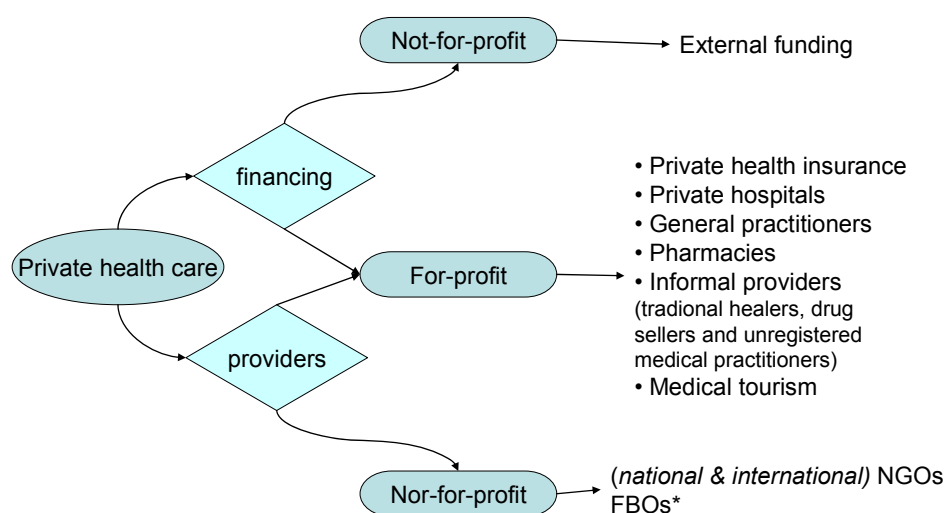 Not-for-profit
External funding
financing
• Private health insurance
• Private hospitals
• General practitioners
• Pharmacies
• Informal providers
(tradional healers, drug
sellers and unregistered
medical practitioners)
• Medical tourism
Private health care
For-profit
providers
Nor-for-profit
(national & international) NGOs
FBOs*